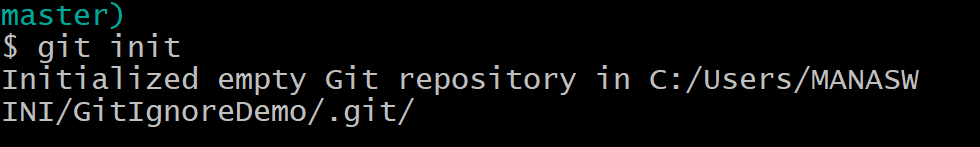 master)
$ git init
Initialized empty Git repository in C:/Users/MANASW
INI/GitIgnoreDemo/.git/